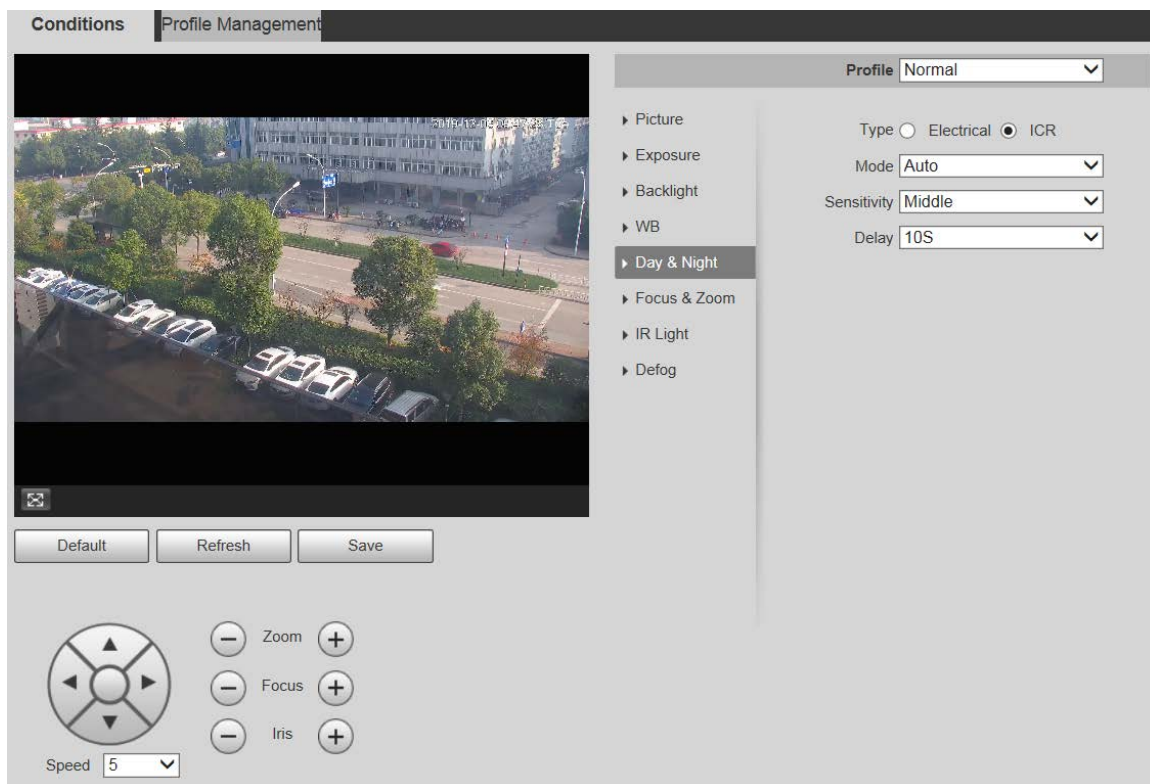 Conditions
Profile Management
Profile Normal
Picture
Exposure
Backlight
WB
Day & Night
Focus & Zoom
IR Light
Defog
Type Electrical ICR
Mode Auto
Sensitivity Middle
Delay 10S
Default
Refresh
Save
Zoom
Focus
Iris
Speed 5